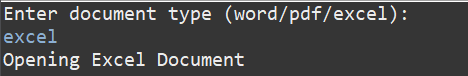 Enter document type (word/pdf/excel):
excel
Opening Excel Document